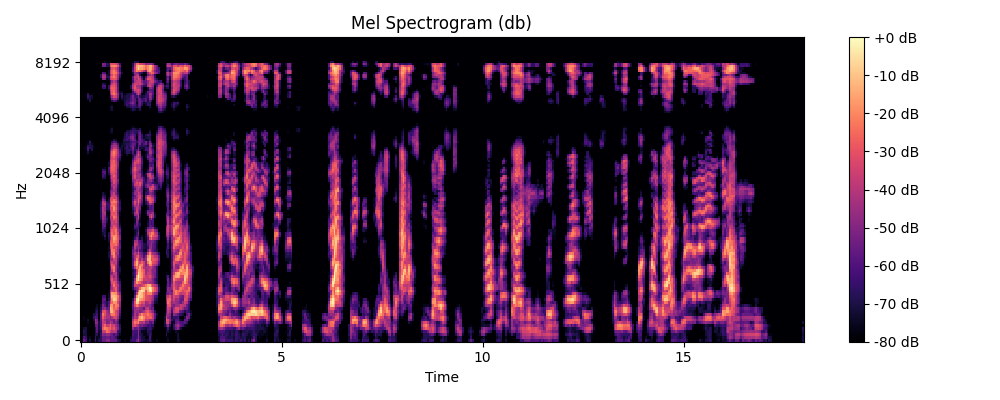 Mel Spectrogram (db)
Hz
8192
4096
2048
1024
512
0
0 5 10 15
Time
+0 dB
-10 dB
-20 dB
-30 dB
-40 dB
-50 dB
-60 dB
-70 dB
-80 dB